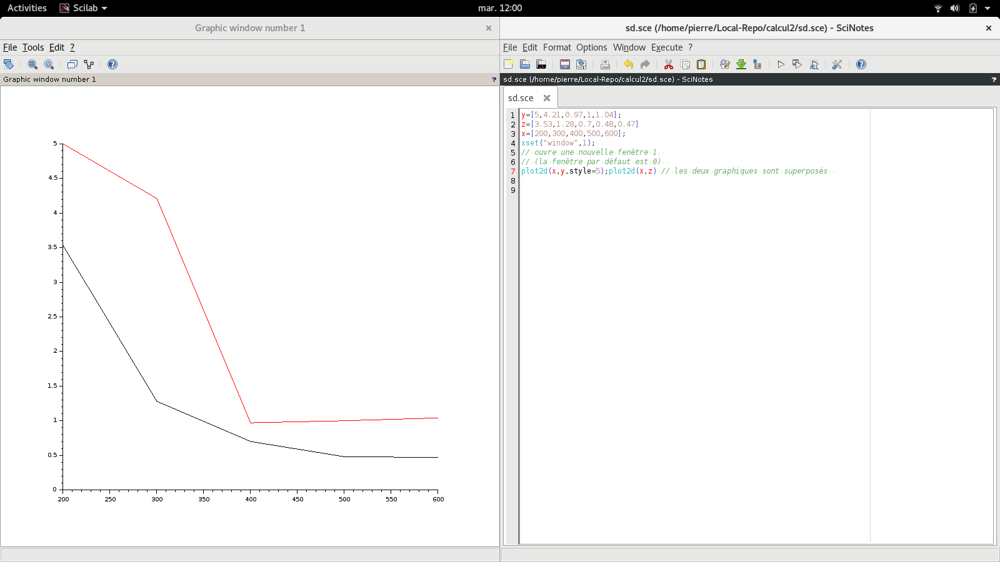 Activities Scilab mar. 12:00
Graphic window number 1
File Tools Edit ?
Graphic window number 1 ?
5
4.5
4
3.5
3
2.5
2
1.5
1
0.5
0
200 250 300 350 400 450 500 550 600
sd.sce (/home/pierre/Local-Repo/calcul2/sd.sce) - SciNotes
File Edit Format Options Window Execute ?
sd.sce (/home/pierre/Local-Repo/calcul2/sd.sce) - SciNotes ?
sd.sce
1 y=[5,4.21,0.97,1,1.04];
2 z=[3.53,1.28,0.7,0.48,0.47]
3 x=[200,300,400,500,600];
4 xset("window",1);
5 // ouvre une nouvelle fenêtre 1
6 // (la fenêtre par défaut est 0)
7 plot2d(x,y,style=5);plot2d(x,z) // les deux graphiques sont superposés
8
9